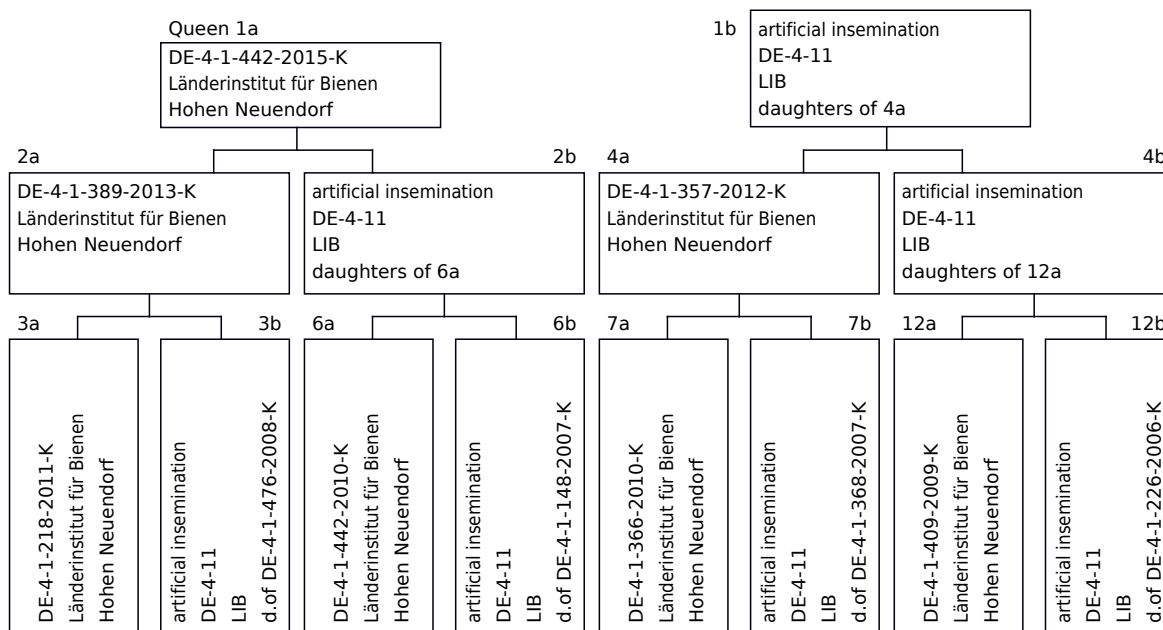 Queen 1a
DE-4-1-442-2015-K
Länderinstitut für Bienen
Hohen Neuendorf
1b
artificial insemination
DE-4-11
LIB
daughters of 4a
2a
DE-4-1-389-2013-K
Länderinstitut für Bienen
Hohen Neuendorf
2b
artificial insemination
DE-4-11
LIB
daughters of 6a
4a
DE-4-1-357-2012-K
Länderinstitut für Bienen
Hohen Neuendorf
4b
artificial insemination
DE-4-11
LIB
daughters of 12a
3a
DE-4-1-218-2011-K
Länderinstitut für Bienen
Hohen Neuendorf
3b
artificial insemination
DE-4-11
LIB
d.of DE-4-1-476-2008-K
6a
DE-4-1-442-2010-K
Länderinstitut für Bienen
Hohen Neuendorf
6b
artificial insemination
DE-4-11
LIB
d.of DE-4-1-148-2007-K
7a
DE-4-1-366-2010-K
Länderinstitut für Bienen
Hohen Neuendorf
7b
artificial insemination
DE-4-11
LIB
d.of DE-4-1-368-2007-K
12a
DE-4-1-409-2009-K
Länderinstitut für Bienen
Hohen Neuendorf
12b
artificial insemination
DE-4-11
LIB
d.of DE-4-1-226-2006-K